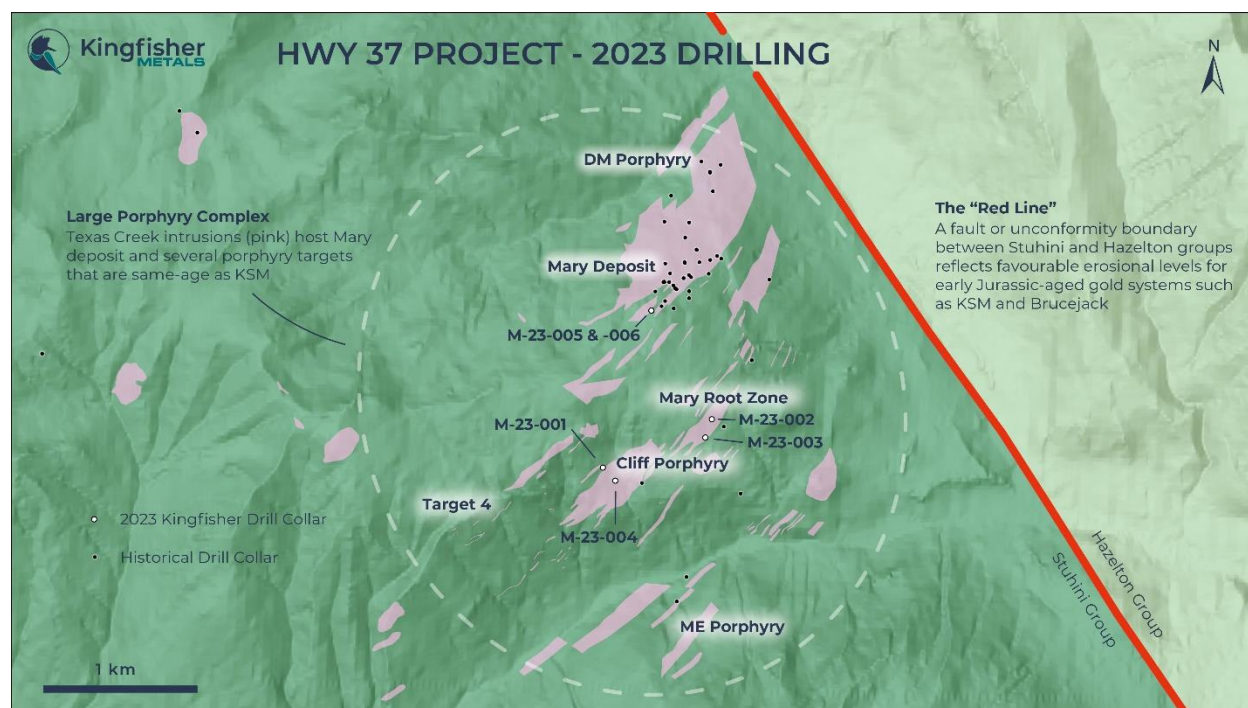 Kingfisher
METALS
HWY 37 PROJECT - 2023 DRILLING
N
DM Porphyry
Large Porphyry Complex
Texas Creek intrusions (pink) host Mary
deposit and several porphyry targets
that are same-age as KSM
The “Red Line”
A fault or unconformity boundary
between Stuhini and Hazelton groups
reflects favourable erosional levels for
early Jurassic-aged gold systems such
as KSM and Brucejack
Mary Deposit
M-23-005 & -006
Mary Root Zone
M-23-002
M-23-001
M-23-003
Cliff Porphyry
Target 4
M-23-004
2023 Kingfisher Drill Collar
Historical Drill Collar
Hazelton Group
Stuhini Group
ME Porphyry
1 km